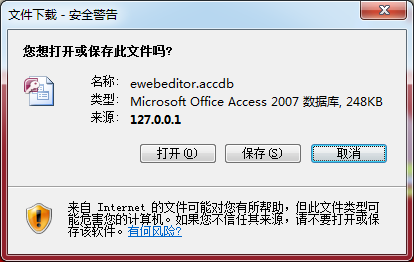 文件下载 - 安全警告
您想打开或保存此文件吗?
名称: ewebeditor.accdb
类型: Microsoft Office Access 2007 数据库, 248KB
来源: 127.0.0.1
打开(O) 保存(S) 取消
来自 Internet 的文件可能对您有所帮助，但此文件类型可
能危害您的计算机。如果您不信任其来源，请不要打开或保
存该软件。有何风险?